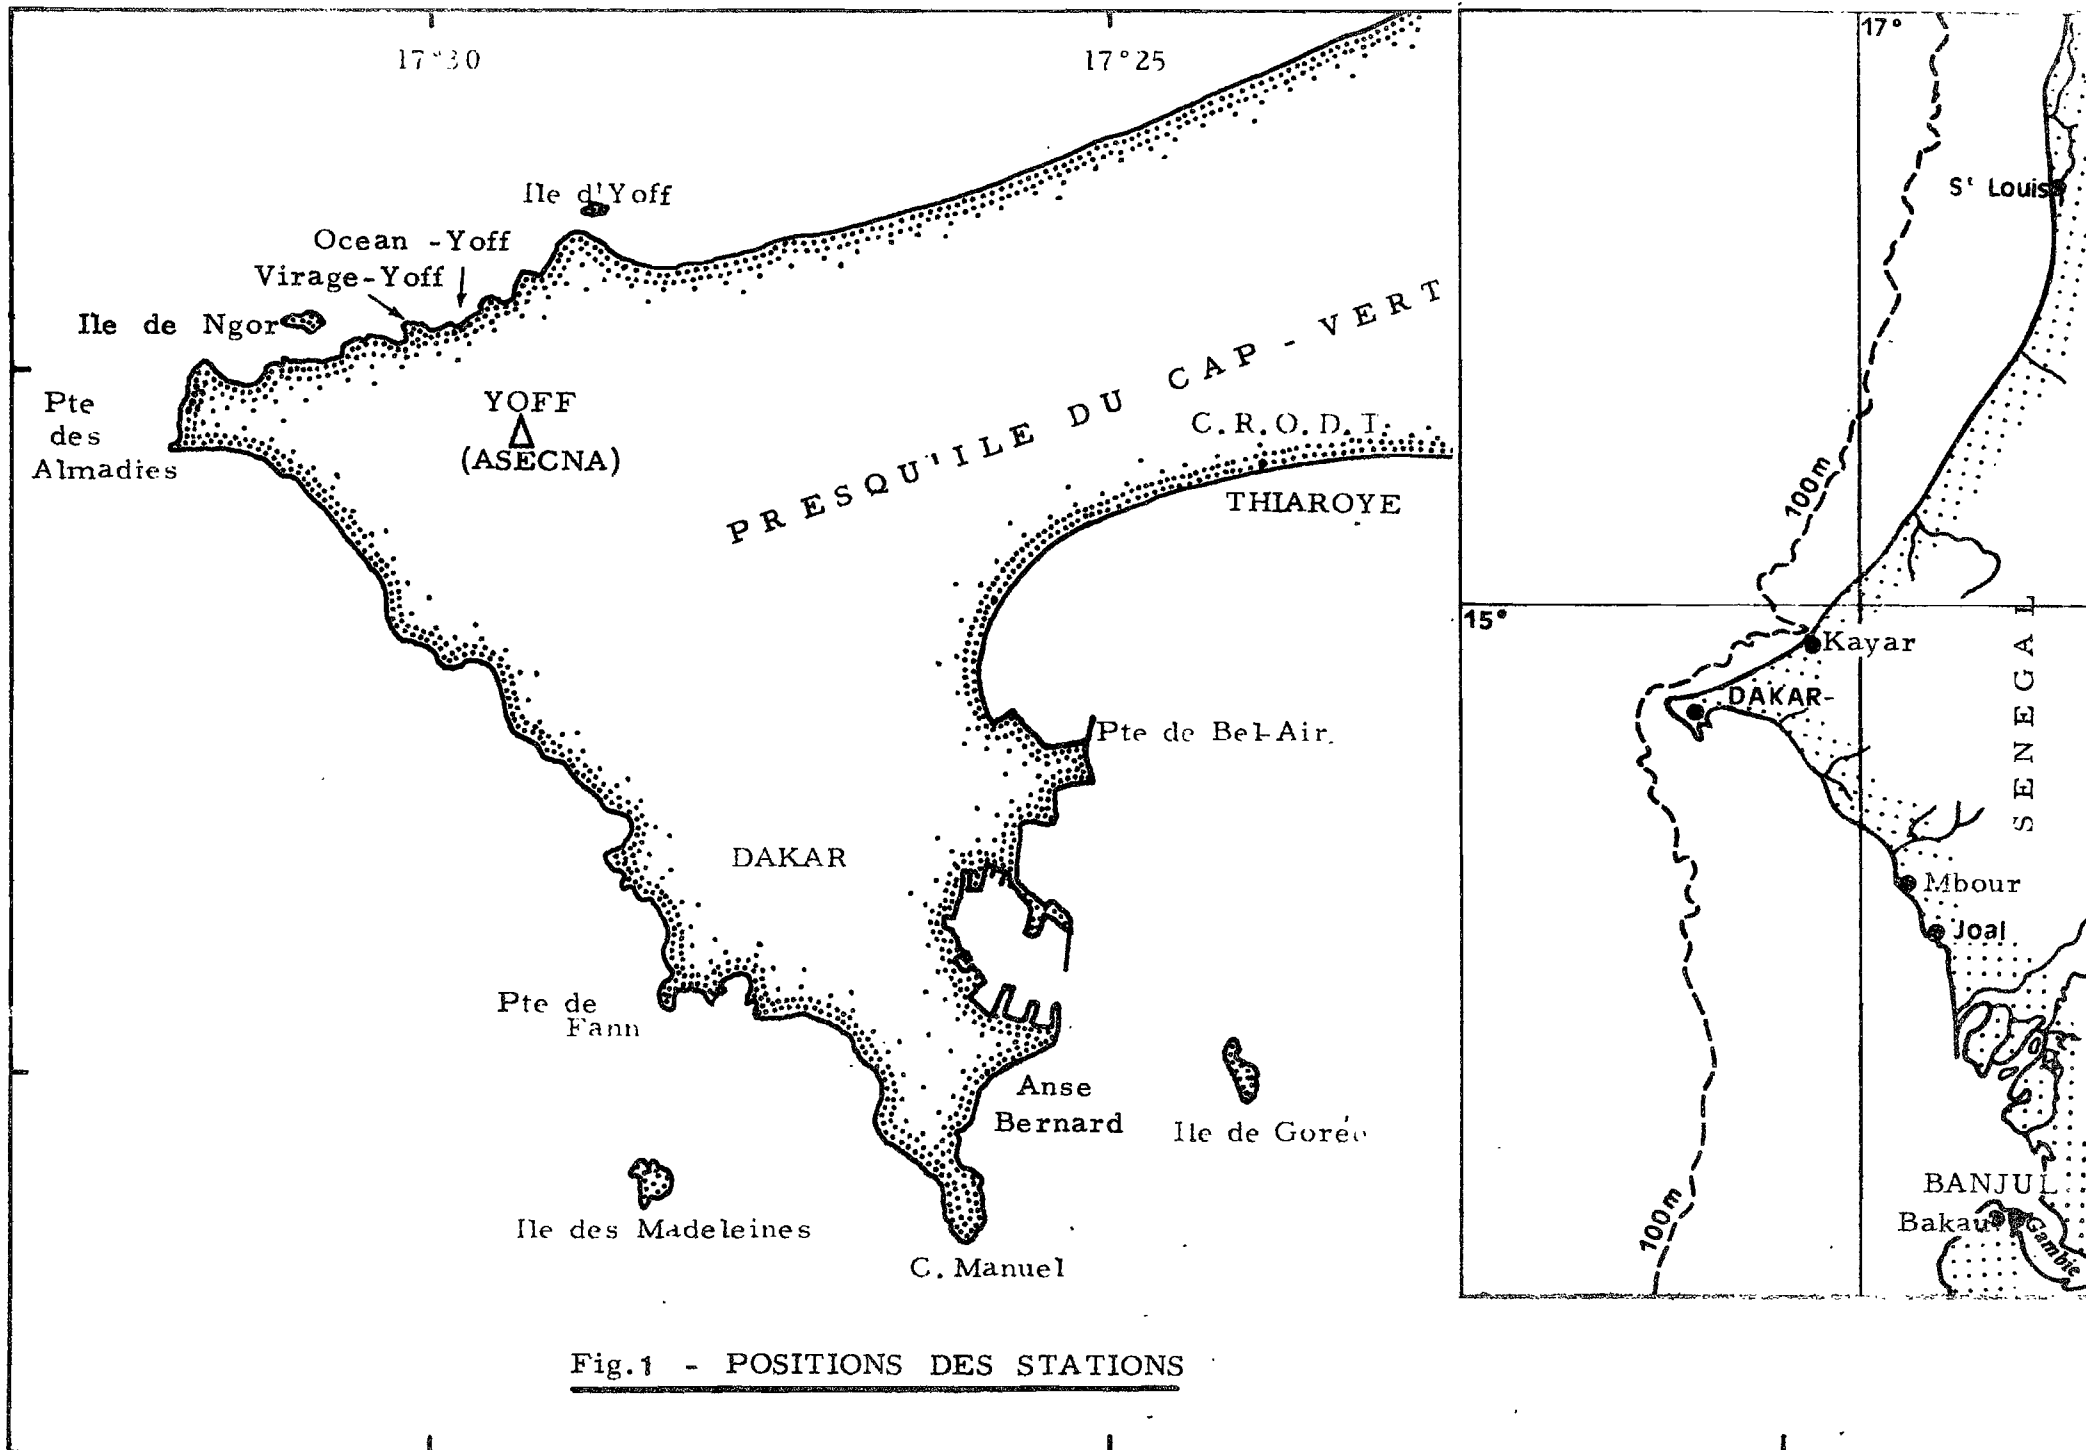 17°30
17°25
Ile d'Yoff
Ocean - Yoff
Virage-Yoff
Ile de Ngor
Pte
des
Almadies
YOFF
(ASECNA)
PRESQU'ILE DU CAP - VERT
C.R.O.D.T.
THIAROYE
Pte de Bel-Air.
DAKAR
Pte de
Fann
Anse
Bernard
Ile de Gorée
Ile des Madeleines
C. Manuel
Fig.1 - POSITIONS DES STATIONS
17°
St Louis
100m
15°
Kayar
DAKAR-
SENEGAL
Mbour
Joal
BANJUL
Bakau
Gambie
100m